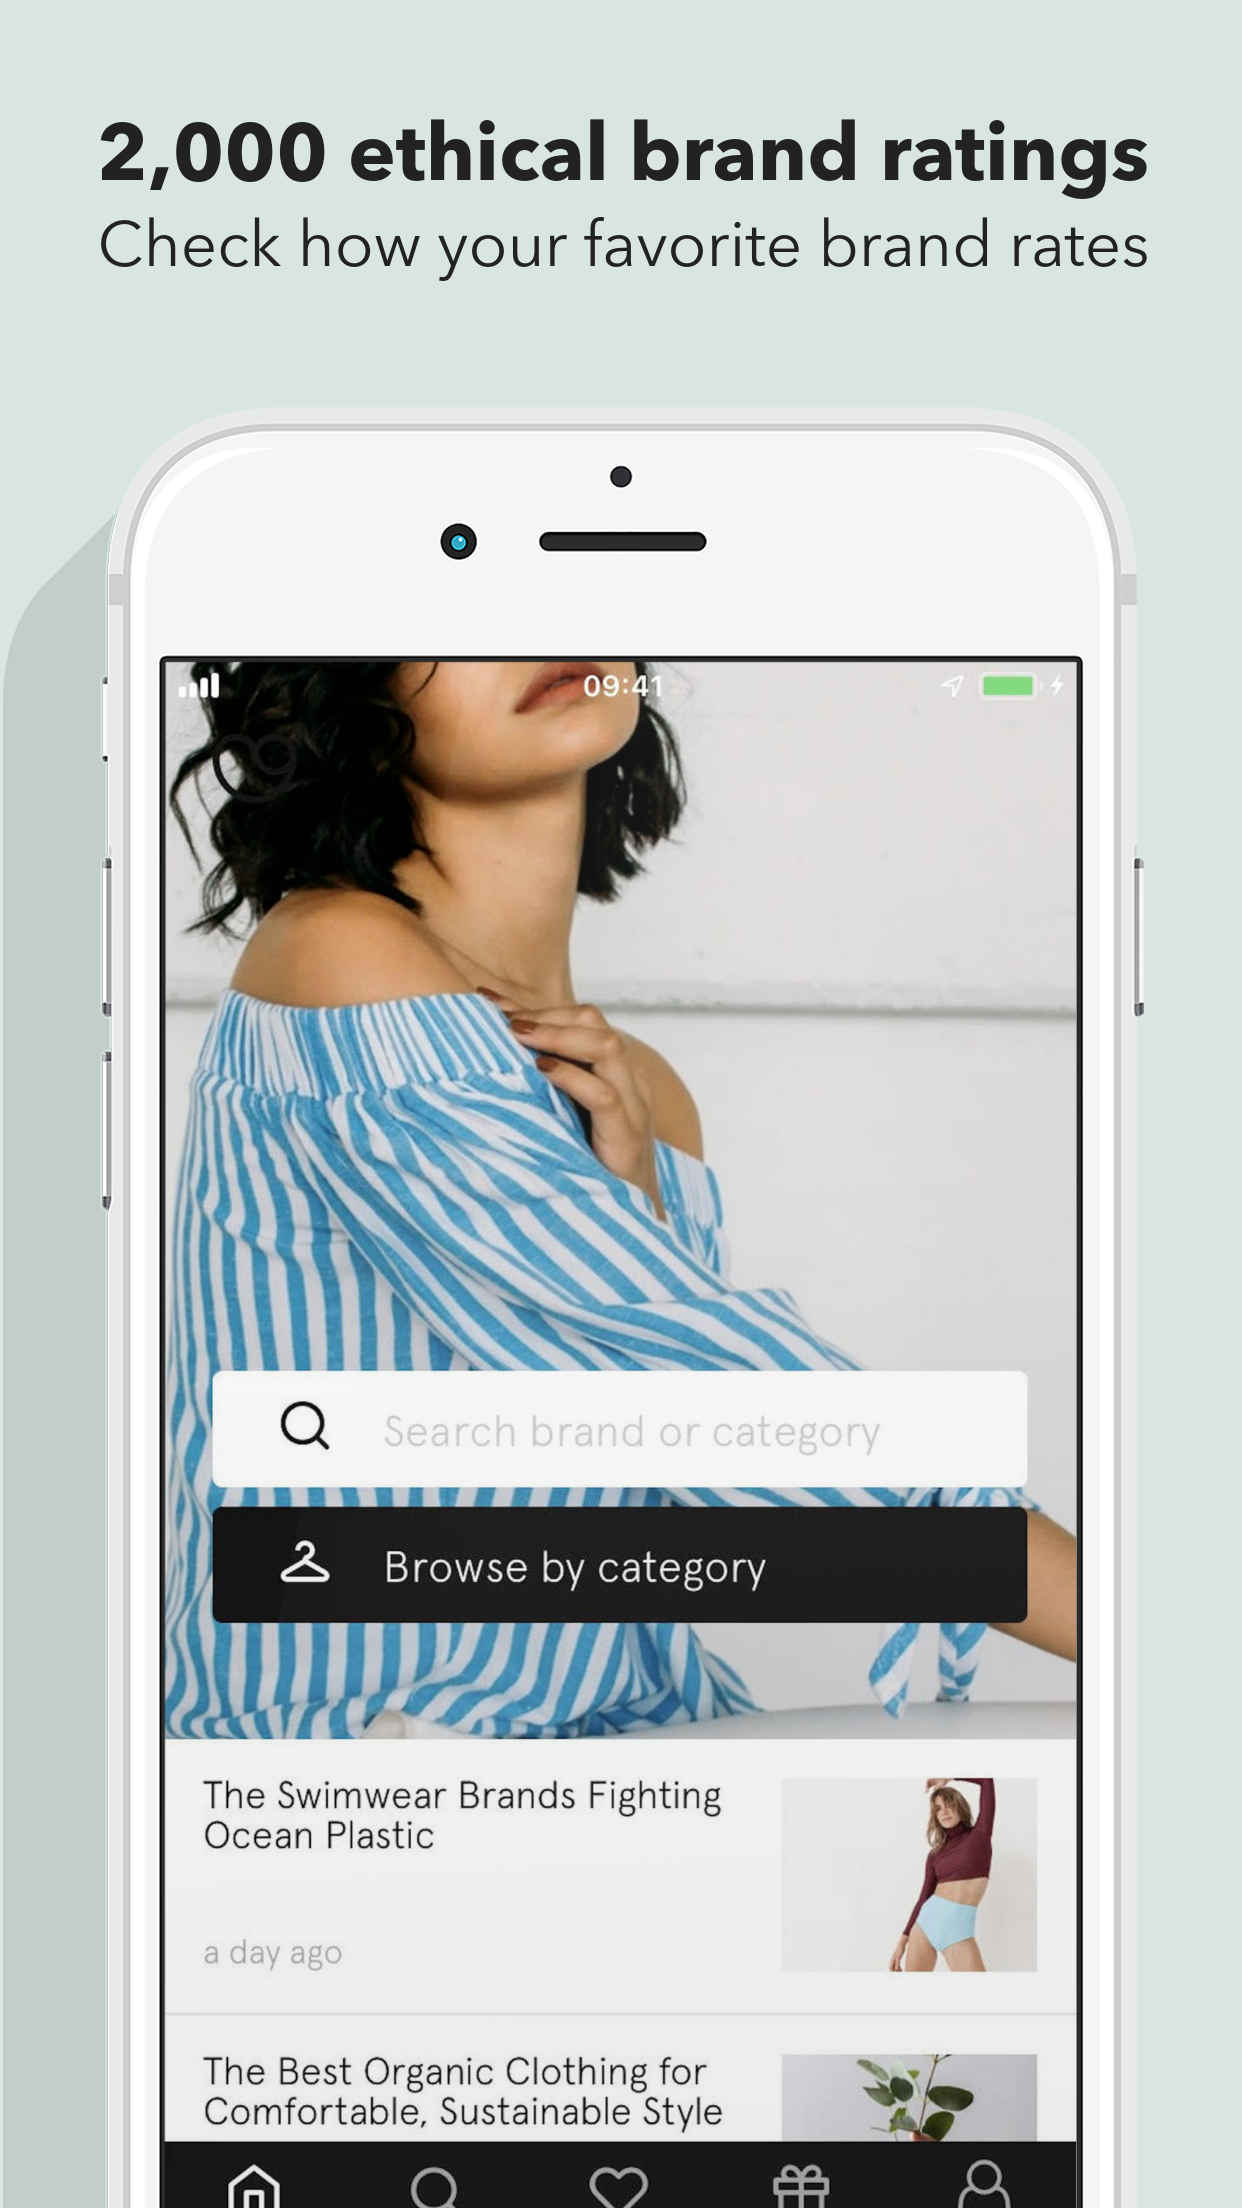 2,000 ethical brand ratings
Check how your favorite brand rates
09:41
Search brand or category
Browse by category
The Swimwear Brands Fighting
Ocean Plastic
a day ago
The Best Organic Clothing for
Comfortable, Sustainable Style